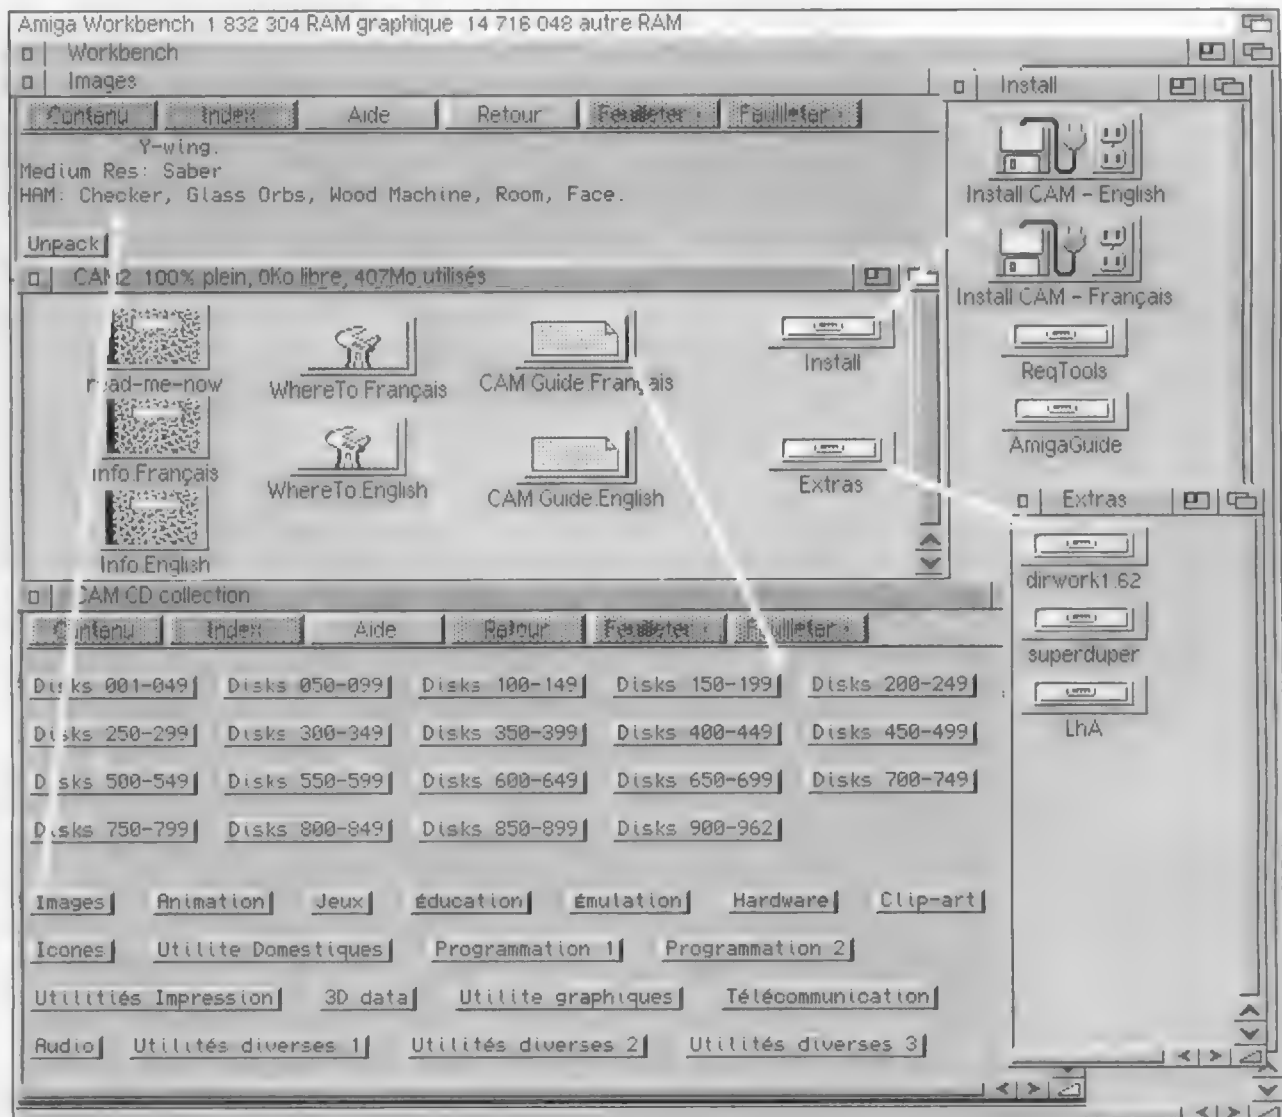 Amiga Workbench 1 832 304 RAM graphique 14 716 048 autre RAM
Workbench
Images
Contenu Index Aide Retour Feuilleter < Feuilleter >
Y-wing.
Medium Res: Saber
HAM: Checker, Glass Orbs, Wood Machine, Room, Face.
Unpack
Install
Install CAM - English
Install CAM - Français
ReqTools
AmigaGuide
CAM2 100% plein, 0Ko libre, 407Mo utilisés
read-me-now
WhereTo.Français
CAM Guide.Français
Install
Info.Français
WhereTo.English
CAM Guide.English
Extras
Info.English
Extras
dirwork1.62
superduper
LhA
CAM CD collection
Contenu Index Aide Retour Feuilleter < Feuilleter >
Disks 001-049 Disks 050-099 Disks 100-149 Disks 150-199 Disks 200-249
Disks 250-299 Disks 300-349 Disks 350-399 Disks 400-449 Disks 450-499
Disks 500-549 Disks 550-599 Disks 600-649 Disks 650-699 Disks 700-749
Disks 750-799 Disks 800-849 Disks 850-899 Disks 900-962
Images Animation Jeux Éducation Émulation Hardware Clip-art
Icones Utilite Domestiques Programmation 1 Programmation 2
Utilitiés Impression 3D data Utilite graphiques Télécommunication
Audio Utilités diverses 1 Utilités diverses 2 Utilités diverses 3